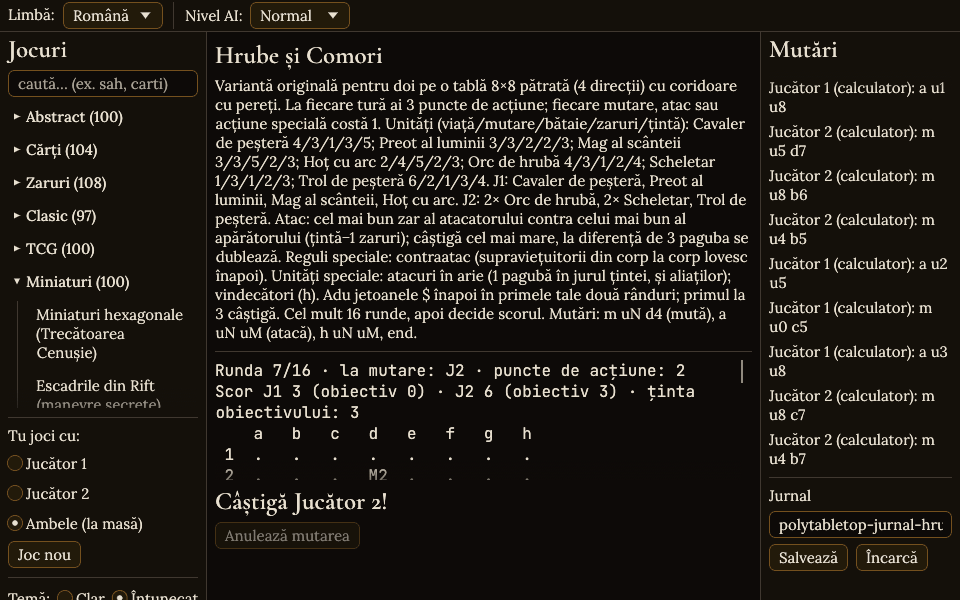 Limbă: Română ▼ Nivel AI: Normal ▼
Jocuri
caută... (ex. sah, carti)
▸ Abstract (100)
▸ Cărți (104)
▸ Zaruri (108)
▸ Clasic (97)
▸ TCG (100)
▾ Miniaturi (100)
Miniaturi hexagonale
(Trecătoarea
Cenușie)
Escadrile din Rift
(manevre secrete)
Tu joci cu:
Jucător 1
Jucător 2
Ambele (la masă)
Joc nou
Temă: Clar Întunecat
Hrube și Comori
Variantă originală pentru doi pe o tablă 8×8 pătrată (4 direcții) cu coridoare
cu pereți. La fiecare tură ai 3 puncte de acțiune; fiecare mutare, atac sau
acțiune specială costă 1. Unități (viață/mutare/bătaie/zaruri/țintă): Cavaler
de peșteră 4/3/1/3/5; Preot al luminii 3/3/2/2/3; Mag al scânteii
3/3/5/2/3; Hoț cu arc 2/4/5/2/3; Orc de hrubă 4/3/1/2/4; Scheletar
1/3/1/2/3; Trol de peșteră 6/2/1/3/4. J1: Cavaler de peșteră, Preot al
luminii, Mag al scânteii, Hoț cu arc. J2: 2× Orc de hrubă, 2× Scheletar, Trol de
peșteră. Atac: cel mai bun zar al atacatorului contra celui mai bun al
apărătorului (țintă−1 zaruri); câștigă cel mai mare, la diferență de 3 paguba se
dublează. Reguli speciale: contraatac (supraviețuitorii din corp la corp lovesc
înapoi). Unități speciale: atacuri în arie (1 pagubă în jurul țintei, și aliaților);
vindecători (h). Adu jetoanele $ înapoi în primele tale două rânduri; primul la
3 câștigă. Cel mult 16 runde, apoi decide scorul. Mutări: m uN d4 (mută), a
uN uM (atacă), h uN uM, end.
Runda 7/16 · la mutare: J2 · puncte de acțiune: 2
Scor J1 3 (obiectiv 0) · J2 6 (obiectiv 3) · ținta
obiectivului: 3
a b c d e f g h
1 . . . . . . . .
2 . . . M2 . . . .
Câștigă Jucător 2!
Anulează mutarea
Mutări
Jucător 1 (calculator): a u1
u8
Jucător 2 (calculator): m
u5 d7
Jucător 2 (calculator): m
u8 b6
Jucător 2 (calculator): m
u4 b5
Jucător 1 (calculator): a u2
u5
Jucător 1 (calculator): m
u0 c5
Jucător 1 (calculator): a u3
u8
Jucător 2 (calculator): m
u8 c7
Jucător 2 (calculator): m
u4 b7
Jurnal
polytabletop-jurnal-hru
Salvează Încarcă